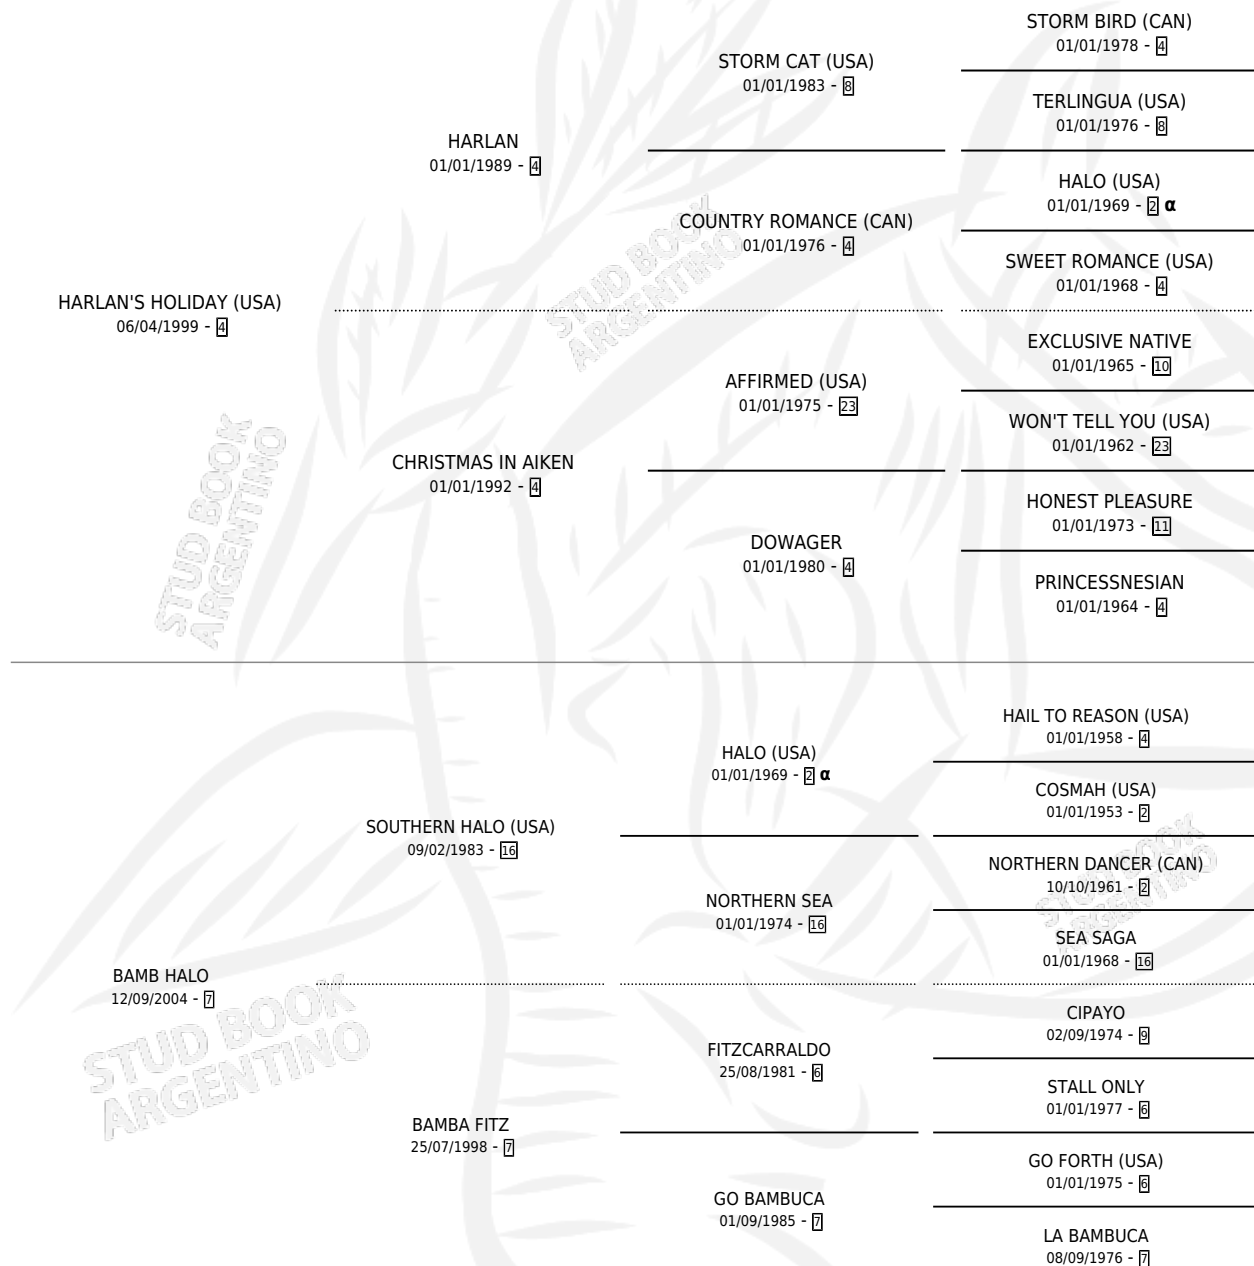 STORM BIRD (CAN)
01/01/1978 - 4
STORM CAT (USA)
01/01/1983 - 8
TERLINGUA (USA)
01/01/1976 - 8
HARLAN
01/01/1989 - 4
HALO (USA)
01/01/1969 - 2 α
COUNTRY ROMANCE (CAN)
01/01/1976 - 4
SWEET ROMANCE (USA)
01/01/1968 - 4
HARLAN'S HOLIDAY (USA)
06/04/1999 - 4
EXCLUSIVE NATIVE
01/01/1965 - 10
AFFIRMED (USA)
01/01/1975 - 23
WON'T TELL YOU (USA)
01/01/1962 - 23
CHRISTMAS IN AIKEN
01/01/1992 - 4
HONEST PLEASURE
01/01/1973 - 11
DOWAGER
01/01/1980 - 4
PRINCESSNESIAN
01/01/1964 - 4
HAIL TO REASON (USA)
01/01/1958 - 4
HALO (USA)
01/01/1969 - 2 α
COSMAH (USA)
01/01/1953 - 2
SOUTHERN HALO (USA)
09/02/1983 - 16
NORTHERN DANCER (CAN)
10/10/1961 - 2
NORTHERN SEA
01/01/1974 - 16
SEA SAGA
01/01/1968 - 16
BAMB HALO
12/09/2004 - 7
CIPAYO
02/09/1974 - 9
FITZCARRALDO
25/08/1981 - 6
STALL ONLY
01/01/1977 - 6
BAMBA FITZ
25/07/1998 - 7
GO FORTH (USA)
01/01/1975 - 6
GO BAMBUCA
01/09/1985 - 7
LA BAMBUCA
08/09/1976 - 7
STUD BOOK
ARGENTINO
STUD BOOK
ARGENTINO
STUD BOOK
ARGENTINO
STUD BOOK
ARGENTINO